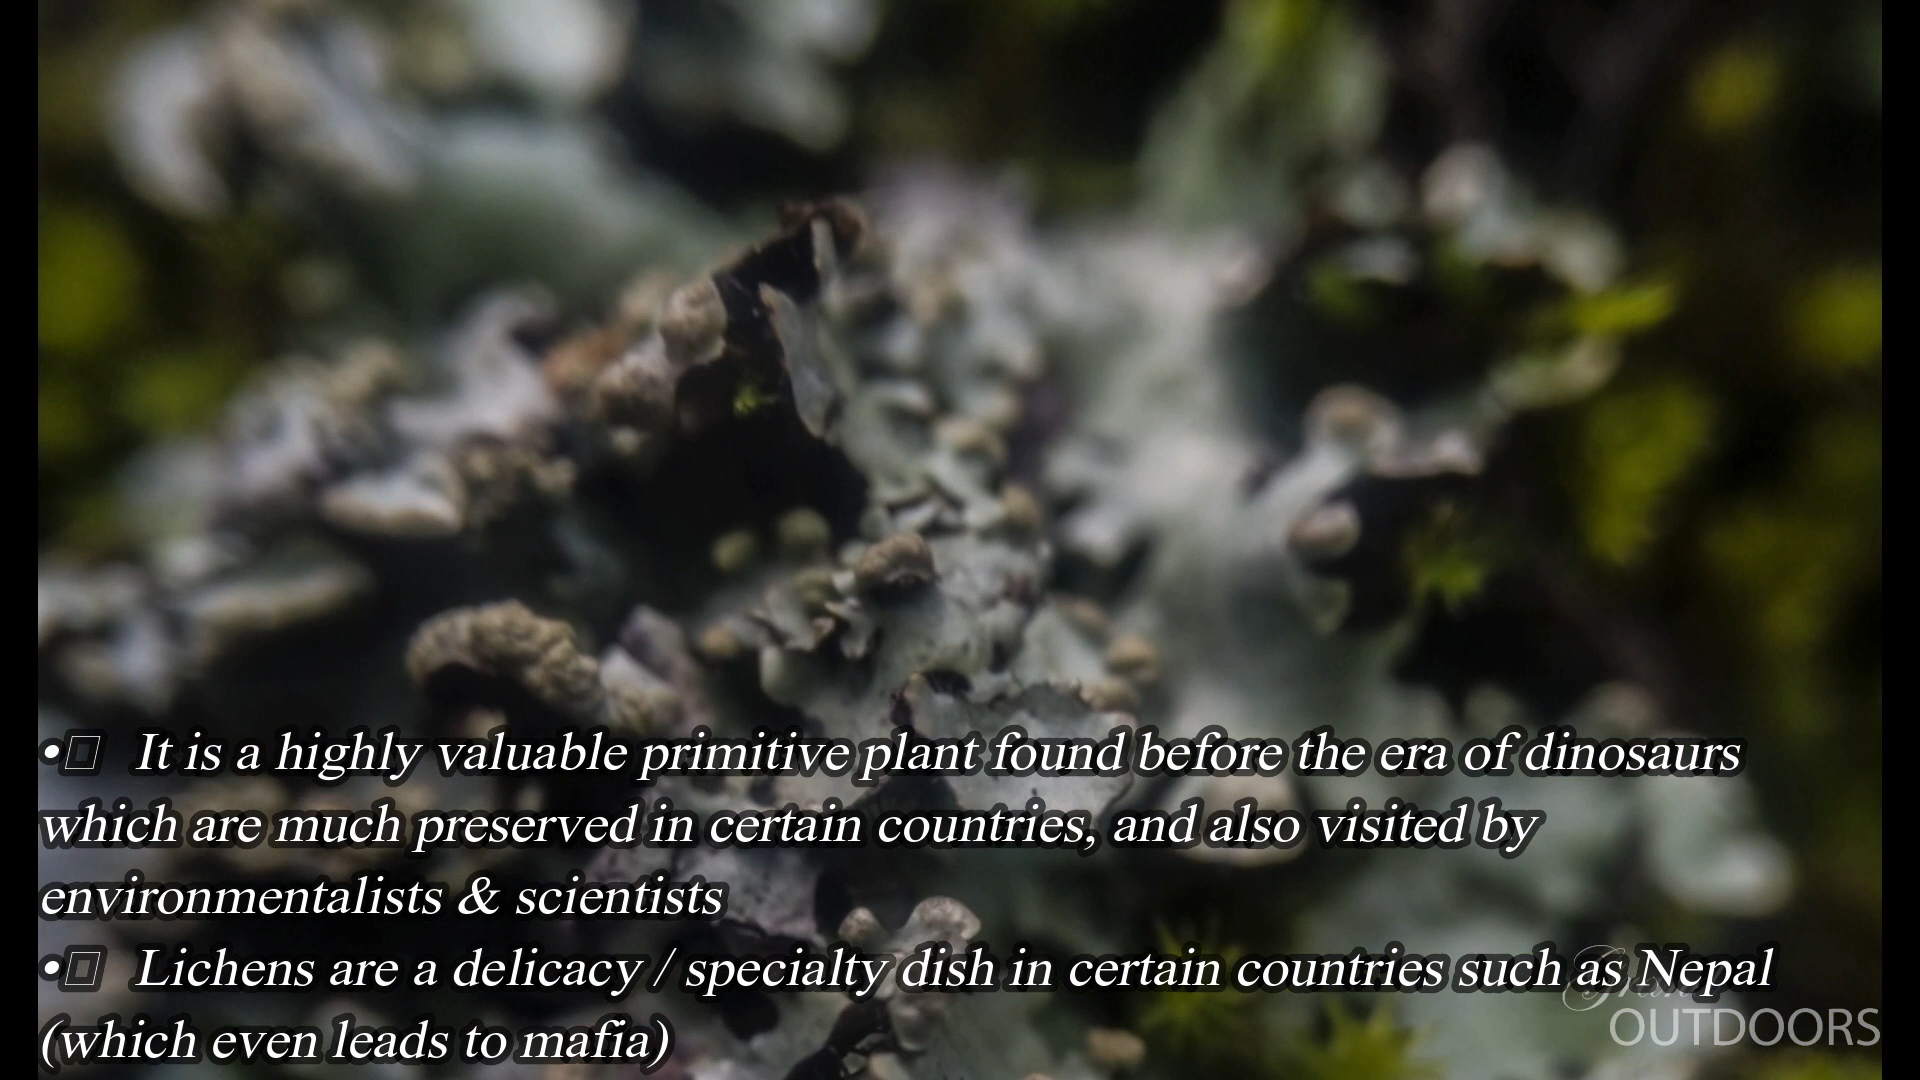 •□ It is a highly valuable primitive plant found before the era of dinosaurs
which are much preserved in certain countries, and also visited by
environmentalists & scientists
•□ Lichens are a delicacy / specialty dish in certain countries such as Nepal
(which even leads to mafia)
OUTDOORS